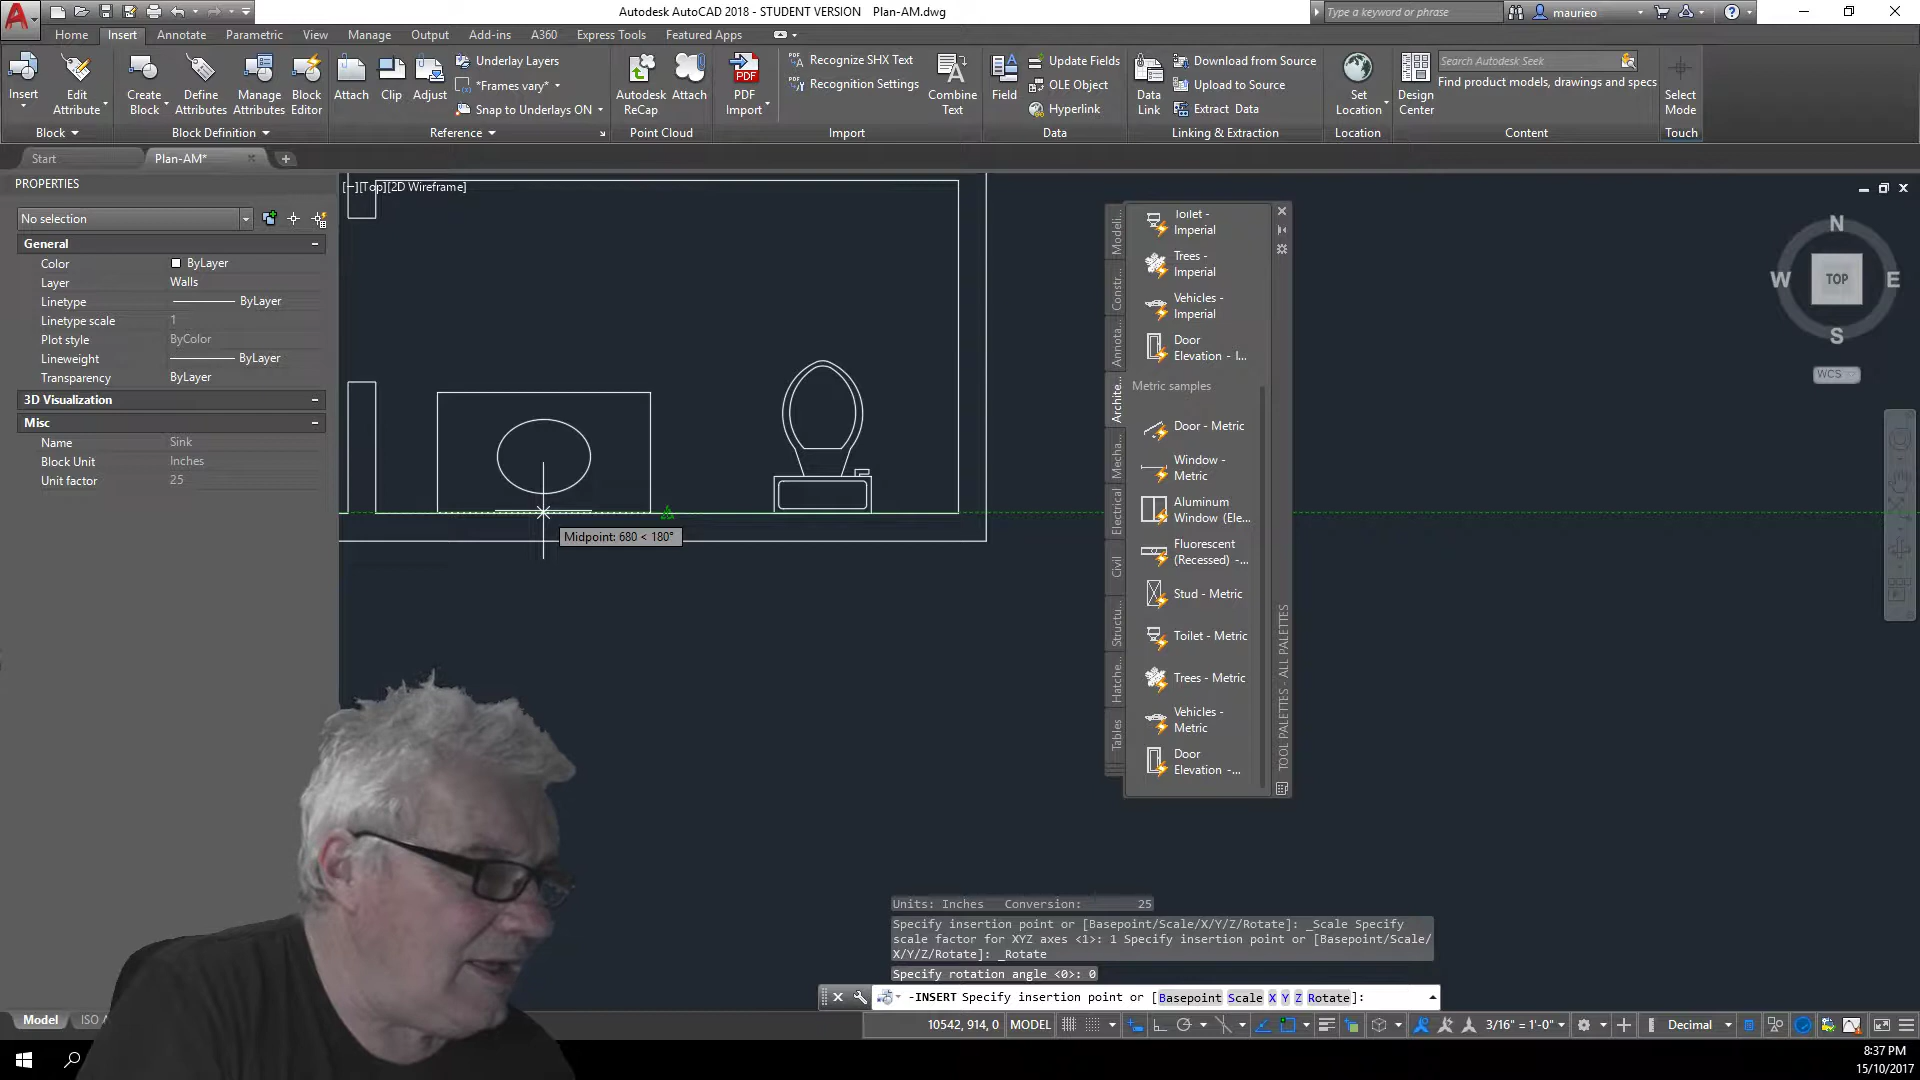 Autodesk AutoCAD 2018 - STUDENT VERSION Plan-AM.dwg
Type a keyword or phrase
maurieo
Home Insert Annotate Parametric View Manage Output Add-ins A360 Express Tools Featured Apps
Insert
Edit
Attribute
Block
Create
Block
Define
Attributes
Manage
Attributes
Block
Editor
Block Definition
Attach
Clip
Adjust
Underlay Layers
*Frames vary*
Snap to Underlays ON
Reference
Autodesk
ReCap
Attach
Point Cloud
PDF
PDF
Import
Recognize SHX Text
Recognition Settings
Combine
Text
Import
Field
Update Fields
OLE Object
Hyperlink
Data
Data
Link
Download from Source
Upload to Source
Extract Data
Linking & Extraction
Set
Location
Location
Design
Center
Search Autodesk Seek
Find product models, drawings and specs
Content
Select
Mode
Touch
Start Plan-AM*
PROPERTIES
No selection
General
Color ByLayer
Layer Walls
Linetype ByLayer
Linetype scale 1
Plot style ByColor
Lineweight ByLayer
Transparency ByLayer
3D Visualization
Misc
Name Sink
Block Unit Inches
Unit factor 25
[−][Top][2D Wireframe]
Midpoint: 680 < 180°
Modeli...
Constr...
Annota...
Archite...
Mecha...
Electrical
Civil
Structu...
Hatche...
Tables
Toilet -
Imperial
Trees -
Imperial
Vehicles -
Imperial
Door
Elevation - I...
Metric samples
Door - Metric
Window -
Metric
Aluminum
Window (Ele...
Fluorescent
(Recessed) -...
Stud - Metric
Toilet - Metric
Trees - Metric
Vehicles -
Metric
Door
Elevation -...
TOOL PALETTES - ALL PALETTES
N
W TOP E
S
WCS
Units: Inches Conversion: 25
Specify insertion point or [Basepoint/Scale/X/Y/Z/Rotate]: _Scale Specify
scale factor for XYZ axes <1>: 1 Specify insertion point or [Basepoint/Scale/
X/Y/Z/Rotate]: _Rotate
Specify rotation angle <0>: 0
-INSERT Specify insertion point or [Basepoint Scale X Y Z Rotate]:
Model ISO
10542, 914, 0 MODEL 3/16" = 1'-0" Decimal
8:37 PM
15/10/2017